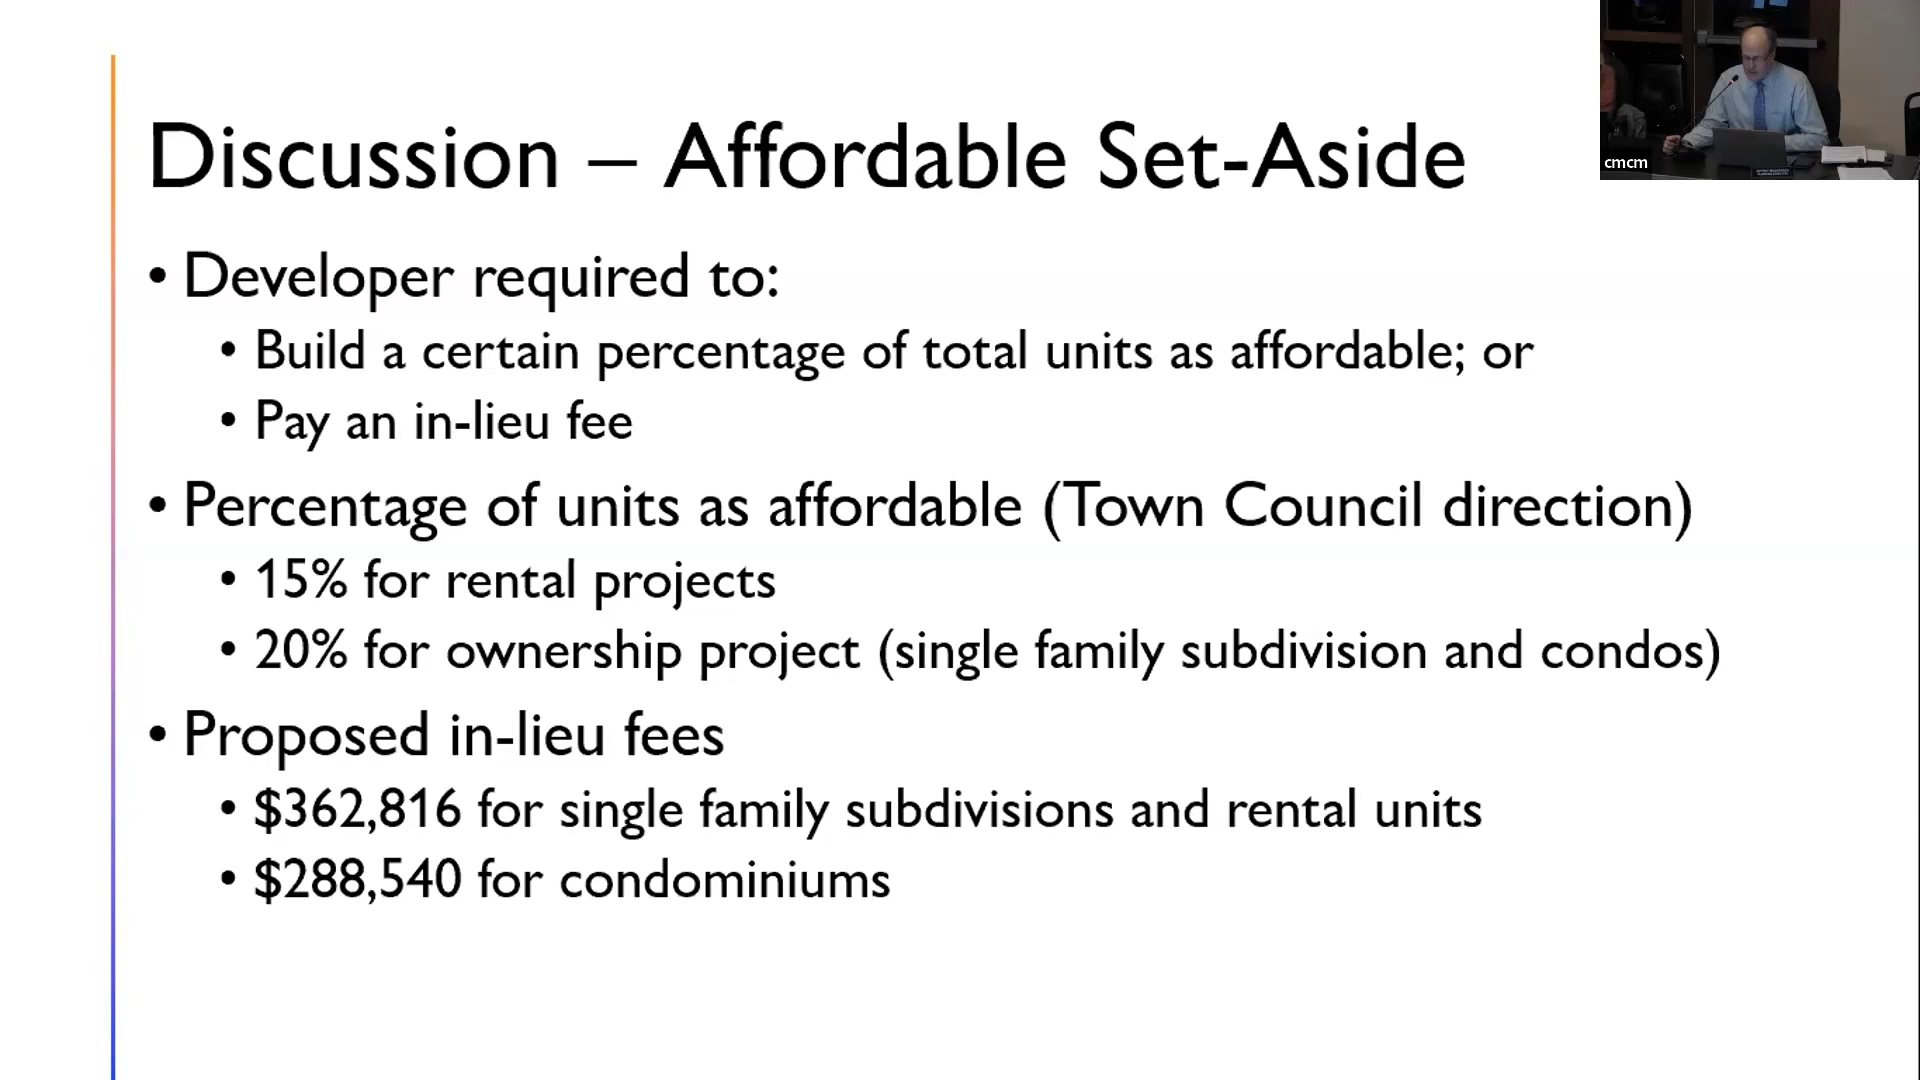 cmcm
Discussion – Affordable Set-Aside
• Developer required to:
• Build a certain percentage of total units as affordable; or
• Pay an in-lieu fee
• Percentage of units as affordable (Town Council direction)
• 15% for rental projects
• 20% for ownership project (single family subdivision and condos)
• Proposed in-lieu fees
• $362,816 for single family subdivisions and rental units
• $288,540 for condominiums